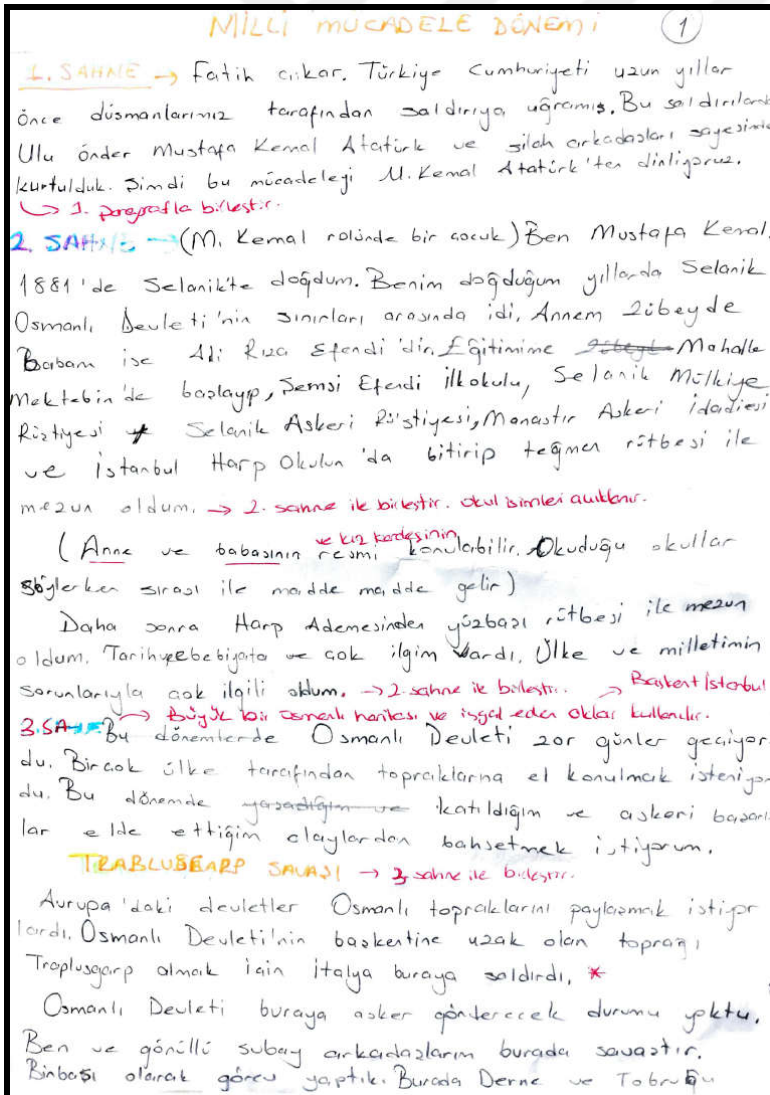 MİLLİ MÜCADELE DÖNEMİ 1
1. SAHNE → Fatih çıkar. Türkiye Cumhuriyeti uzun yıllar
önce düşmanlarımız tarafından saldırıya uğramış. Bu saldırılardan
Ulu önder Mustafa Kemal Atatürk ve silah arkadaşları sayesinde
kurtulduk. Şimdi bu mücadeleyi M. Kemal Atatürk'ten dinliyoruz.
→ 1. paragrafla birleştir.
2. SAHNE → (M. Kemal rolünde bir çocuk) Ben Mustafa Kemal.
1881'de Selanik'te doğdum. Benim doğduğum yıllarda Selanik
Osmanlı Devleti'nin sınırları arasında idi. Annem Zübeyde
Babam ise Ali Rıza Efendi'dir. Eğitimime Mahalle
Mektebin'de başlayıp, Şemsi Efendi ilkokulu, Selanik Mülkiye
Rüştiyesi Selanik Askeri Rüştiyesi, Manastır Askeri idadiesi
ve İstanbul Harp Okulun'da bitirip teğmen rütbesi ile
mezun oldum. → 2. sahne ile birleştir. Okul isimleri açıklanır.
ve kız kardeşinin
(Anne ve babasının resmi konulabilir. Okuduğu okullar
söylerken sırası ile madde madde gelir)
Daha sonra Harp Ademesinden yüzbaşı rütbesi ile mezun
oldum. Tarih ve edebiyata ve çok ilgim vardı. Ülke ve milletimin
sorunlarıyla çok ilgili oldum. → 2. sahne ile birleştir. → Başkent İstanbul
3. SAHNE → Büyük bir osmanlı haritası ve işgal eden oklar kullanılır.
Bu dönemlerde Osmanlı Devleti zor günler geçiyor
du. Birçok ülke tarafından topraklarına el konulmak isteniyor
du. Bu dönemde yaşadığım ve katıldığım ve askeri başarı
lar elde ettiğim olaylardan bahsetmek istiyorum.
TRABLUSGARP SAVAŞI → 3. sahne ile birleştir.
Avrupa'daki devletler Osmanlı topraklarını paylaşmak istiyor
lardı. Osmanlı Devleti'nin başkentine uzak olan toprağı
Traplusgarp almak için İtalya buraya saldırdı. *
Osmanlı Devleti buraya asker gönderecek durumu yoktu.
Ben ve gönüllü subay arkadaşlarım burada savaştır.
Binbaşı olarak görev yaptık. Burada Derne ve Tobruğu